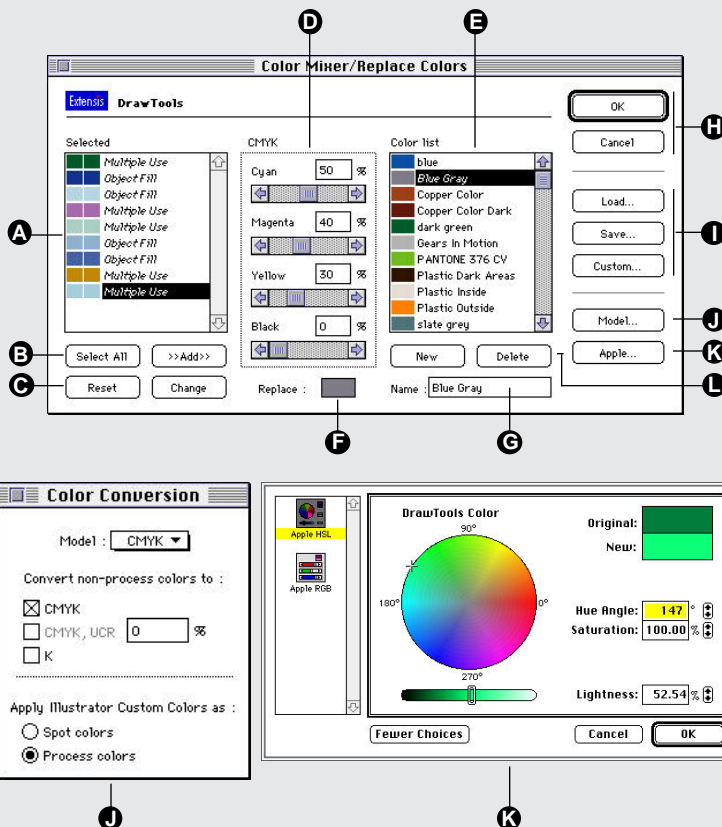 D
E
Color Mixer/Replace Colors
Extensis DrawTools
Selected
Multiple Use
Object Fill
Object Fill
Multiple Use
Multiple Use
Object Fill
Object Fill
Multiple Use
Multiple Use
CMYK
Cyan 50 %
Magenta 40 %
Yellow 30 %
Black 0 %
Color list
blue
Blue Gray
Copper Color
Copper Color Dark
dark green
Gears In Motion
PANTONE 376 CV
Plastic Dark Areas
Plastic Inside
Plastic Outside
slate grey
OK
Cancel
H
Load...
Save...
Custom...
I
Model...
J
Apple...
K
A
B
Select All
>>Add>>
New
Delete
L
C
Reset
Change
Replace :
Name : Blue Gray
F
G
Color Conversion
Model : CMYK
Convert non-process colors to :
CMYK
CMYK, UCR 0 %
K
Apply Illustrator Custom Colors as :
Spot colors
Process colors
J
Apple HSL
Apple RGB
DrawTools Color
90°
180°
0°
270°
Original:
New:
Hue Angle: 147 °
Saturation: 100.00 %
Lightness: 52.54 %
Fewer Choices
Cancel
OK
K